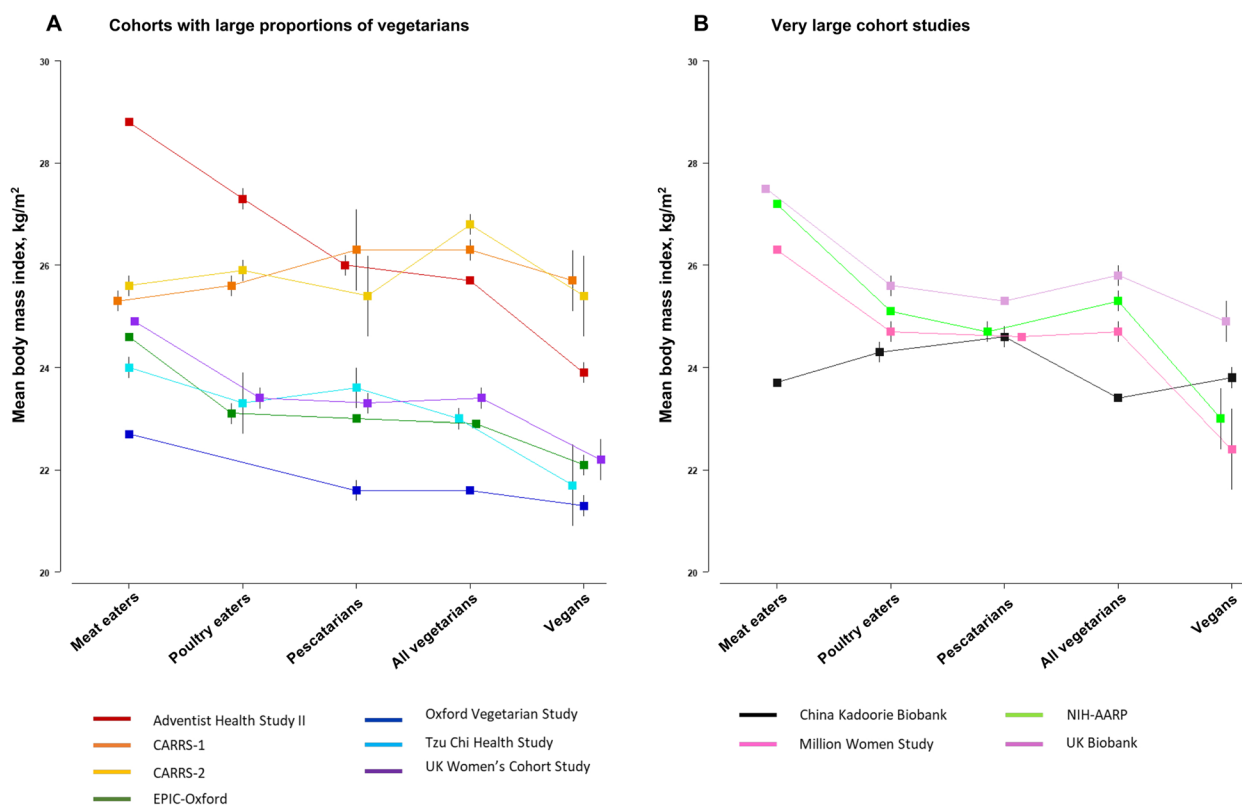 A Cohorts with large proportions of vegetarians
Mean body mass index, kg/m²
30
28
26
24
22
20
Meat eaters
Poultry eaters
Pescatarians
All vegetarians
Vegans
Adventist Health Study II
CARRS-1
CARRS-2
EPIC-Oxford
Oxford Vegetarian Study
Tzu Chi Health Study
UK Women's Cohort Study
B Very large cohort studies
Mean body mass index, kg/m²
30
28
26
24
22
20
Meat eaters
Poultry eaters
Pescatarians
All vegetarians
Vegans
China Kadoorie Biobank
Million Women Study
NIH-AARP
UK Biobank